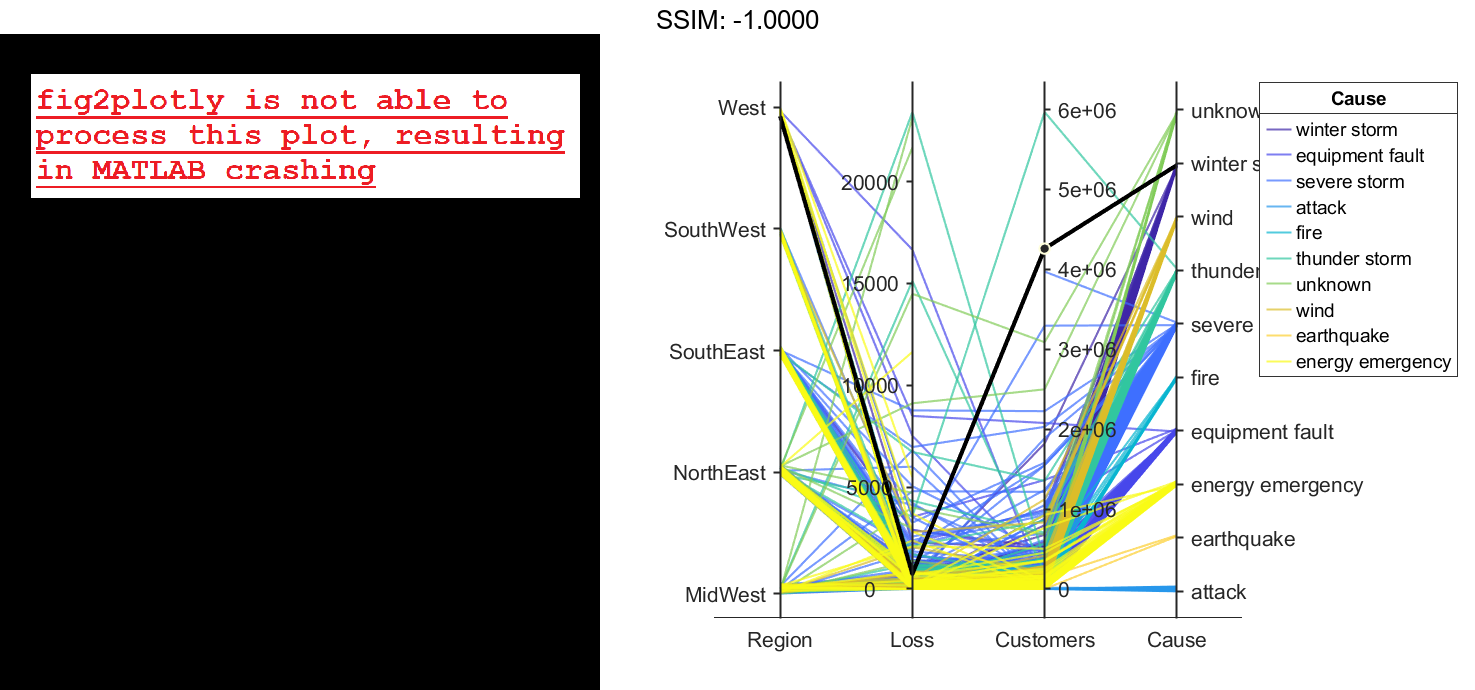 SSIM: -1.0000
fig2plotly is not able to
process this plot, resulting
in MATLAB crashing
West
SouthWest
SouthEast
NorthEast
MidWest
20000
15000
10000
5000
0
6e+06
5e+06
4e+06
3e+06
2e+06
1e+06
0
unknow
winter s
wind
thunder
severe
fire
equipment fault
energy emergency
earthquake
attack
Region
Loss
Customers
Cause
Cause
winter storm
equipment fault
severe storm
attack
fire
thunder storm
unknown
wind
earthquake
energy emergency